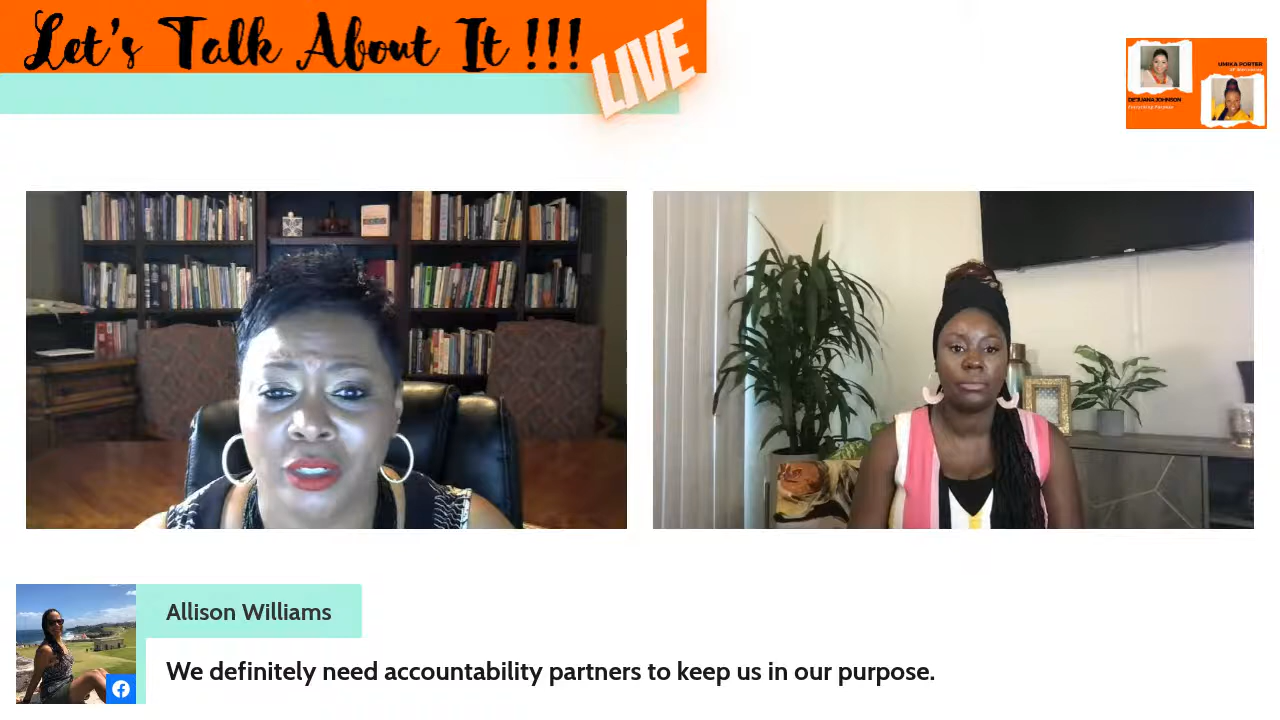 Let's Talk About It !!!
LIVE
UMIKA PORTER
DE'JUANA JOHNSON
Allison Williams
We definitely need accountability partners to keep us in our purpose.